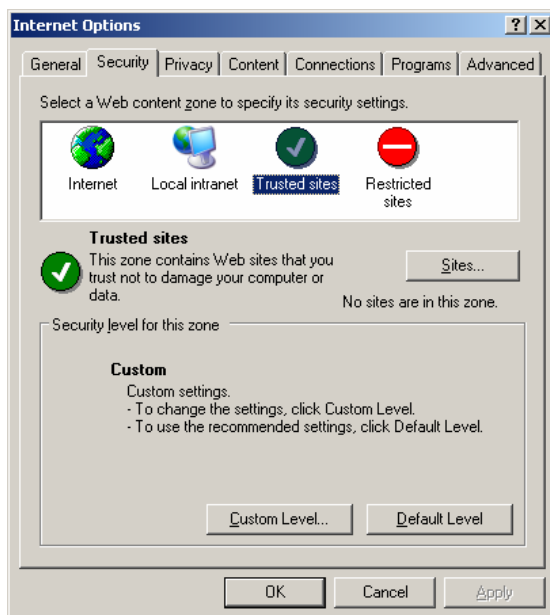 Internet Options
General Security Privacy Content Connections Programs Advanced
Select a Web content zone to specify its security settings.
Internet Local intranet Trusted sites Restricted
sites
Trusted sites
This zone contains Web sites that you
trust not to damage your computer or
data.
Sites...
No sites are in this zone.
Security level for this zone
Custom
Custom settings.
- To change the settings, click Custom Level.
- To use the recommended settings, click Default Level.
Custom Level... Default Level
OK Cancel Apply